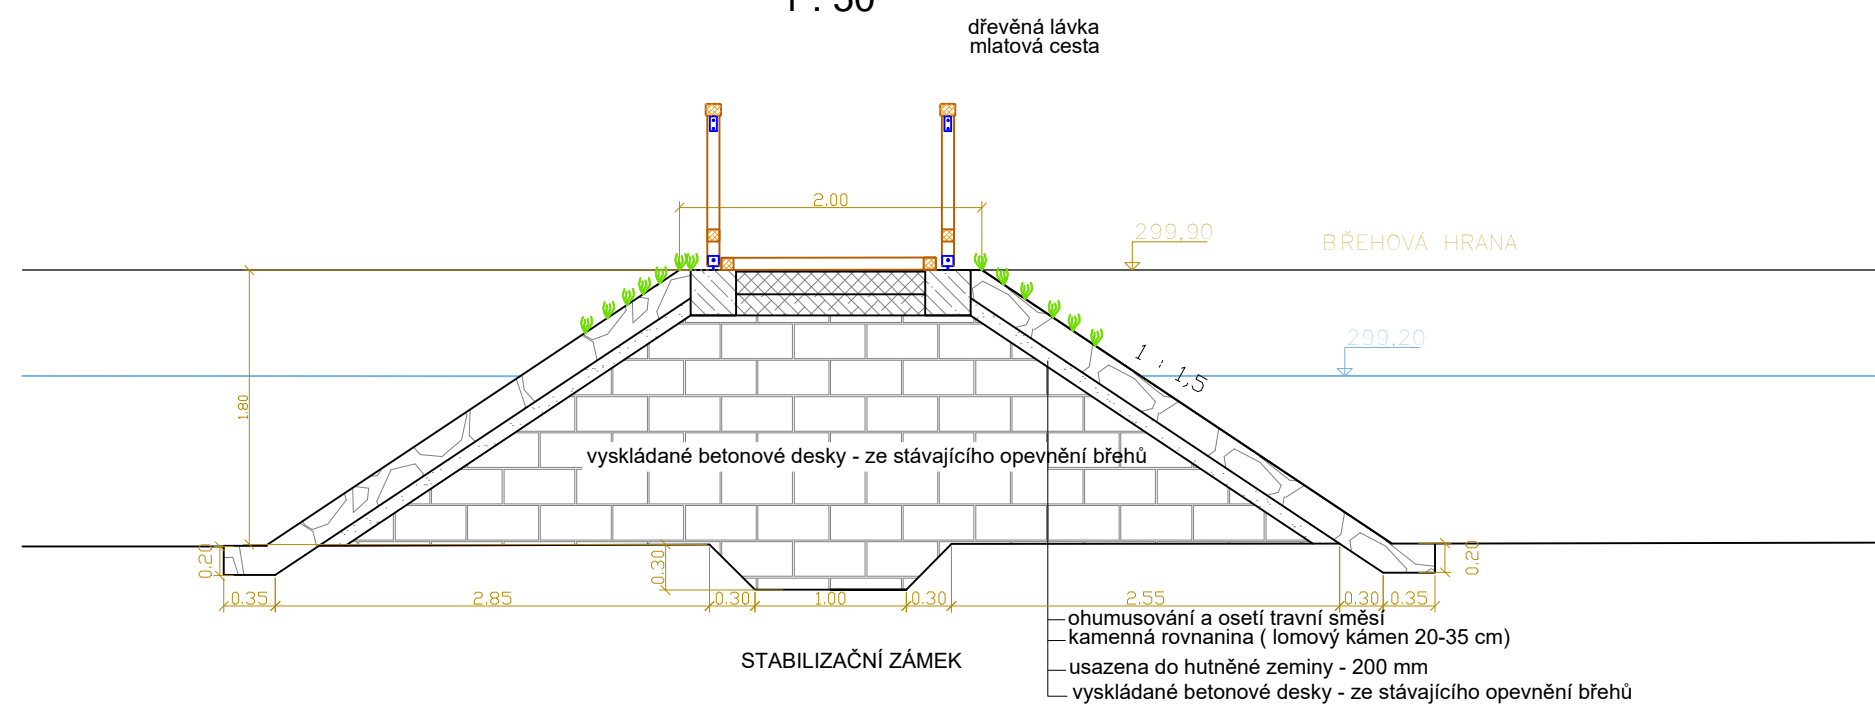 1 : 50
dřevěná lávka
mlatová cesta
2.00
299,90
BŘEHOVÁ HRANA
299,20
1 : 1,5
1.80
vyskládané betonové desky - ze stávajícího opevnění břehů
0.20
0.30
0.20
0.35
2.85
0.30
1.00
0.30
2.55
0.30
0.35
ohumusování a osetí travní směsí
kamenná rovnanina ( lomový kámen 20-35 cm)
STABILIZAČNÍ ZÁMEK
usazena do hutněné zeminy - 200 mm
vyskládané betonové desky - ze stávajícího opevnění břehů